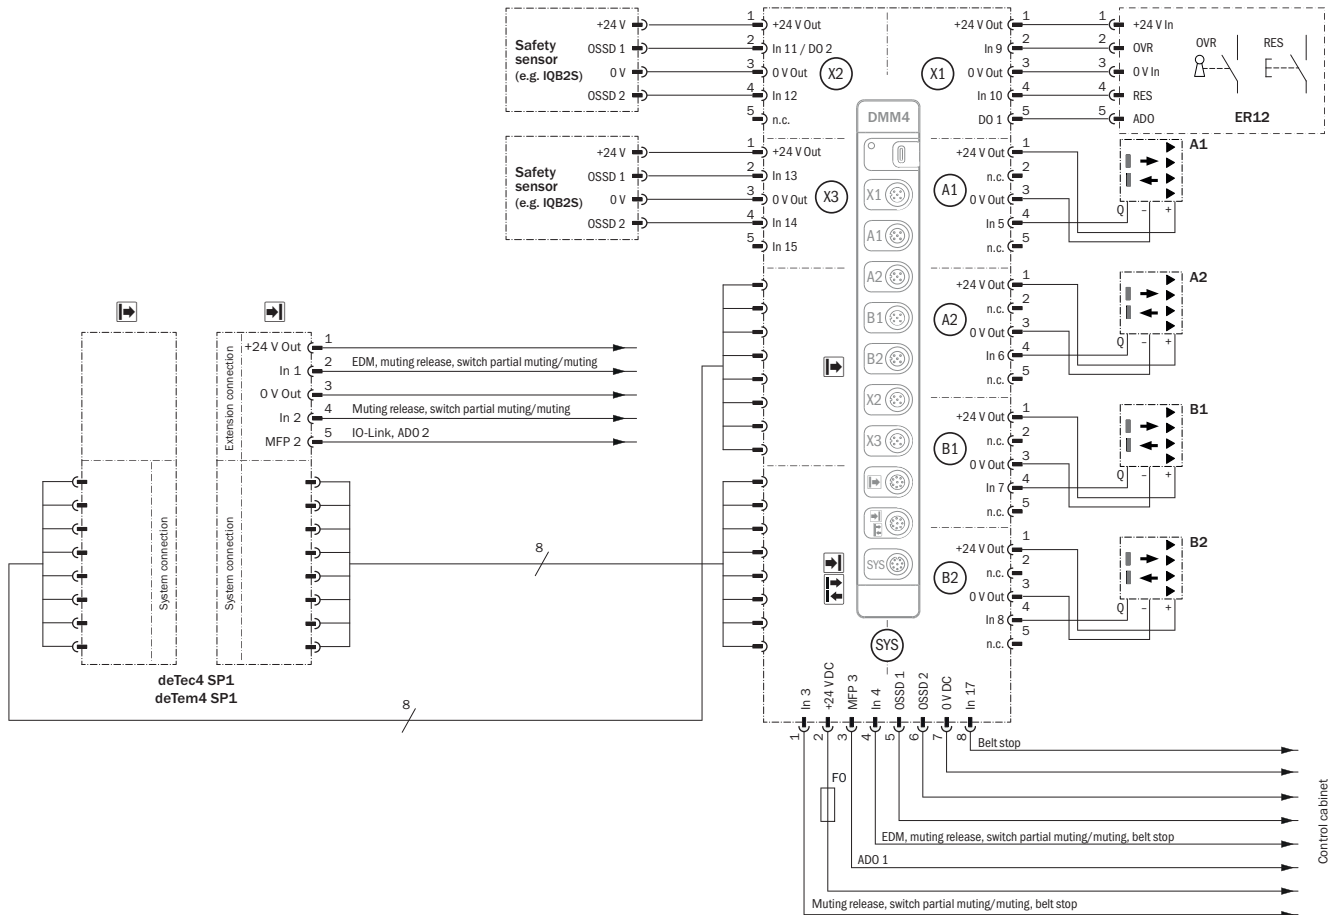 Safety
sensor
(e.g. IQB2S)
+24 V
OSSD 1
0 V
OSSD 2
1 +24 V Out
2 In 11 / DO 2
3 0 V Out
4 In 12
5 n.c.
X2
X1
+24 V Out 1
In 9 2
0 V Out 3
In 10 4
DO 1 5
1 +24 V In
2 OVR
3 0 V In
4 RES
5 ADO
OVR RES
ER12
Safety
sensor
(e.g. IQB2S)
+24 V
OSSD 1
0 V
OSSD 2
1 +24 V Out
2 In 13
3 0 V Out
4 In 14
5 In 15
X3
DMM4
X1
A1
A2
B1
B2
X2
X3
SYS
A1
+24 V Out 1
n.c. 2
0 V Out 3
In 5 4
n.c. 5
A1
Q – +
A2
+24 V Out 1
n.c. 2
0 V Out 3
In 6 4
n.c. 5
A2
Q – +
B1
+24 V Out 1
n.c. 2
0 V Out 3
In 7 4
n.c. 5
B1
Q – +
B2
+24 V Out 1
n.c. 2
0 V Out 3
In 8 4
n.c. 5
B2
Q – +
Extension connection
+24 V Out 1
In 1 2 EDM, muting release, switch partial muting/muting
0 V Out 3
In 2 4 Muting release, switch partial muting/muting
MFP 2 5 IO-Link, ADO 2
System connection
System connection
8
deTec4 SP1
deTem4 SP1
8
SYS
In 3
+24 V DC
MFP 3
In 4
OSSD 1
OSSD 2
0 V DC
In 17
1 2 3 4 5 6 7 8
Belt stop
F0
EDM, muting release, switch partial muting/muting, belt stop
ADO 1
Muting release, switch partial muting/muting, belt stop
Control cabinet